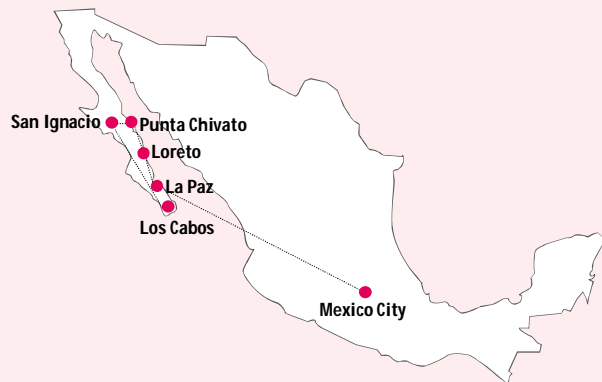 San Ignacio
Punta Chivato
Loreto
La Paz
Los Cabos
Mexico City